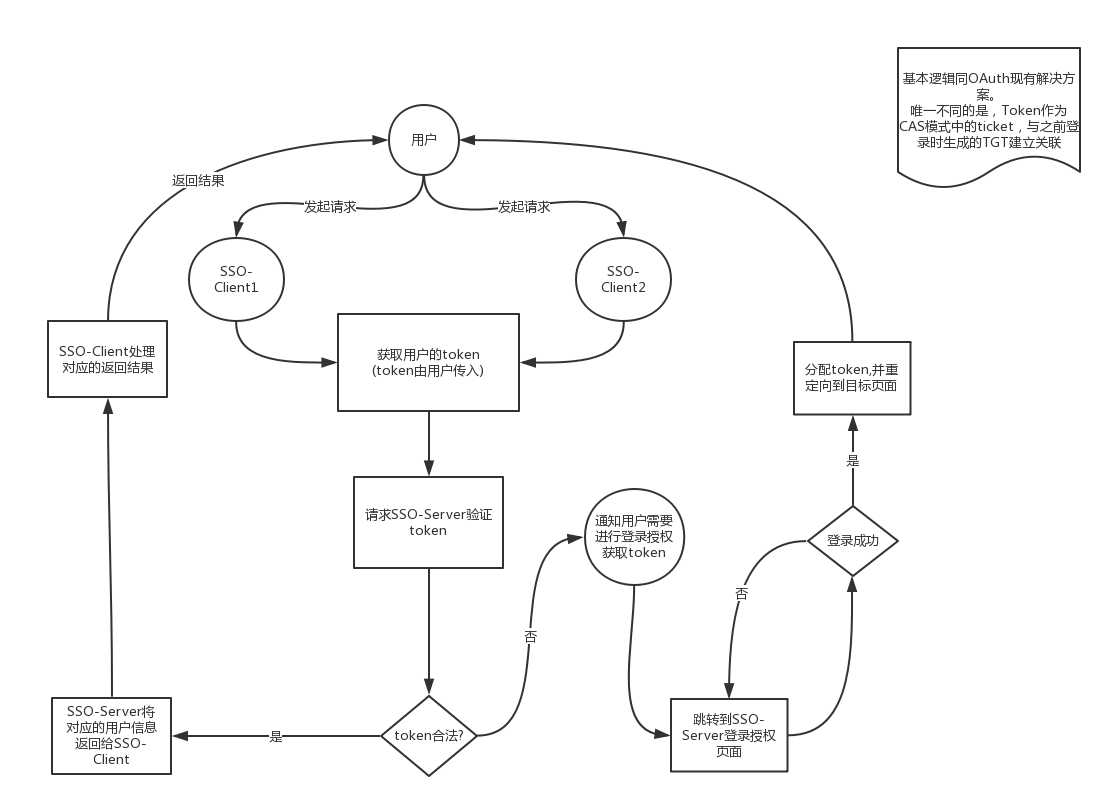 基本逻辑同OAuth现有解决方
案。
唯一不同的是，Token作为
CAS模式中的ticket，与之前登
录时生成的TGT建立关联
用户
返回结果
发起请求
发起请求
SSO-
Client1
SSO-
Client2
SSO-Client处理
对应的返回结果
获取用户的token
(token由用户传入)
分配token,并重
定向到目标页面
是
请求SSO-Server验证
token
通知用户需要
进行登录授权
获取token
登录成功
否
否
SSO-Server将
对应的用户信息
返回给SSO-
Client
是
token合法?
跳转到SSO-
Server登录授权
页面